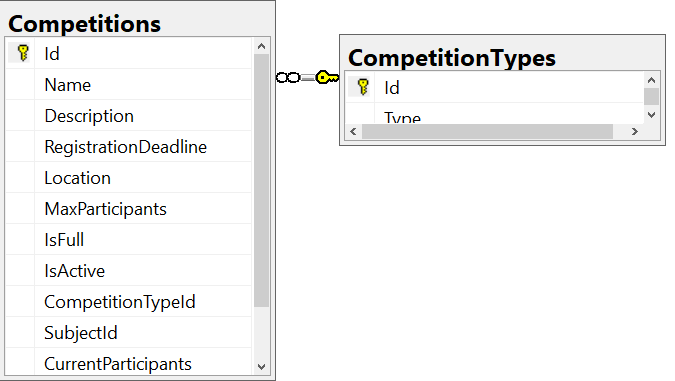 Competitions
Id
Name
Description
RegistrationDeadline
Location
MaxParticipants
IsFull
IsActive
CompetitionTypeId
SubjectId
CurrentParticipants
CompetitionTypes
Id
Type